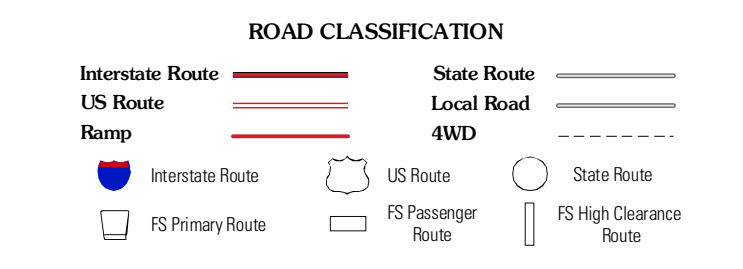 ROAD CLASSIFICATION
Interstate Route
State Route
US Route
Local Road
Ramp
4WD
Interstate Route
US Route
State Route
FS Primary Route
FS Passenger
Route
FS High Clearance
Route